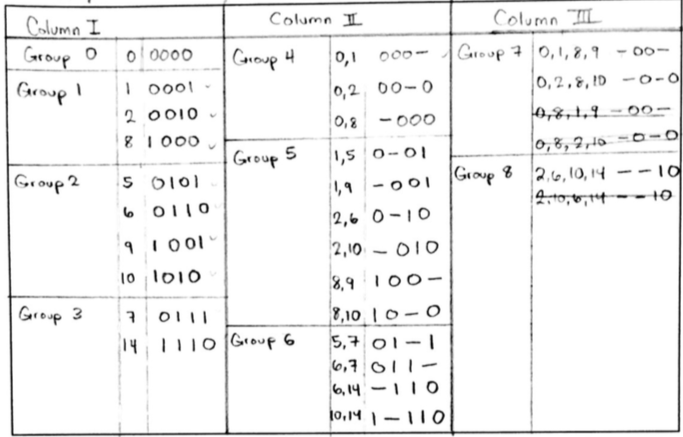 Column I
Group 0 0 0000
Group 1 1 0001
2 0010
8 1000
Group 2 5 0101
6 0110
9 1001
10 1010
Group 3 7 0111
14 1110
Column II
Group 4 0,1 000-
0,2 00-0
0,8 -000
Group 5 1,5 0-01
1,9 -001
2,6 0-10
2,10 -010
8,9 100-
8,10 10-0
Group 6 5,7 01-1
6,7 011-
6,14 -110
10,14 1-110
Column III
Group 7 0,1,8,9 -00-
0,2,8,10 -0-0
0,8,1,9 -00-
0,8,2,10 -0-0
Group 8 2,6,10,14 --10
2,10,6,14 --10